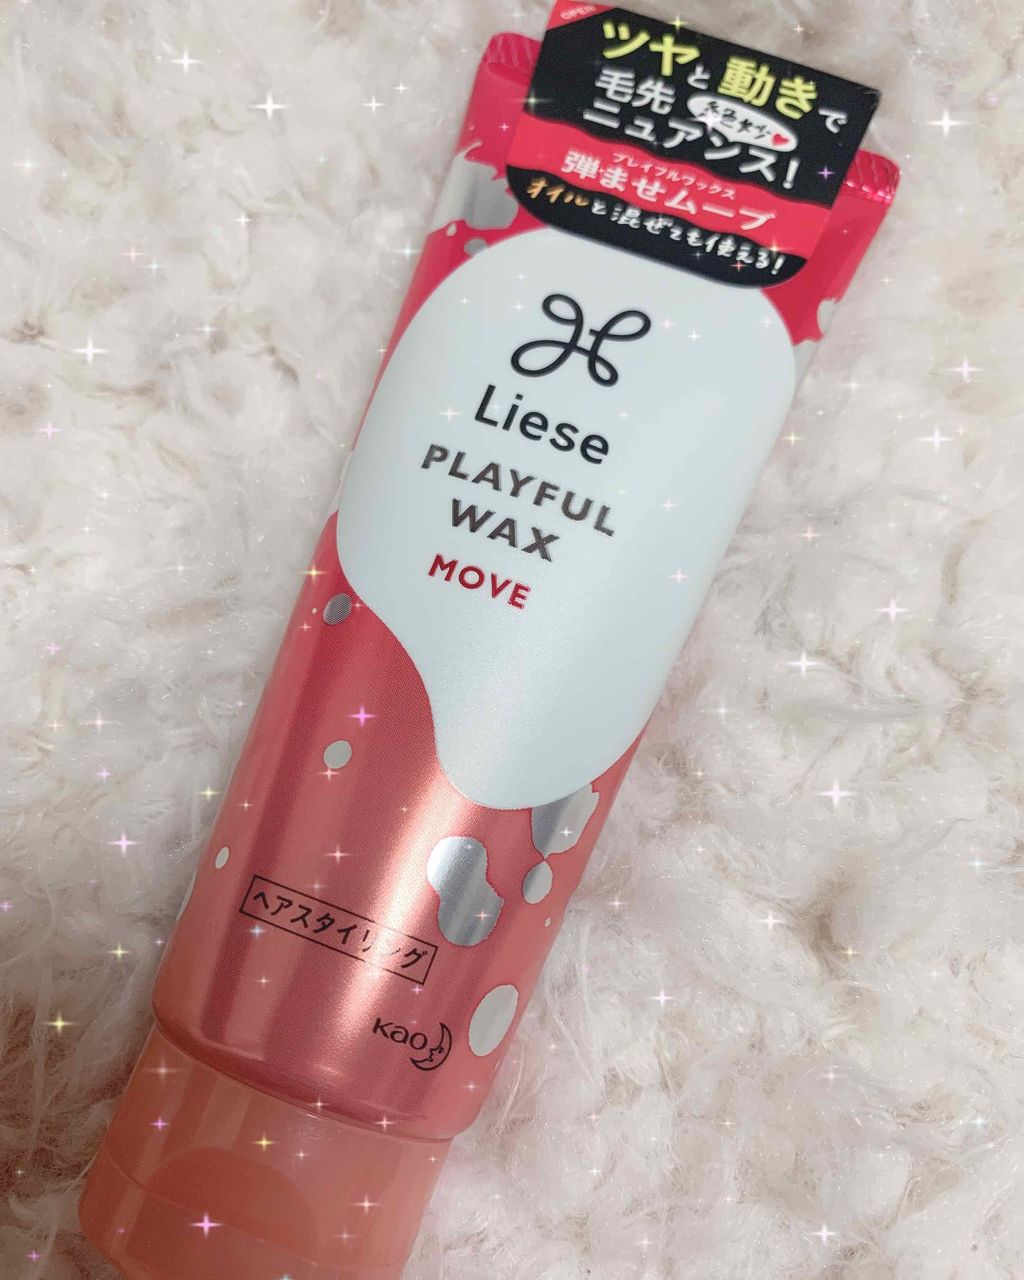 OPEN
ツヤと動きで
毛先絶妙
ニュアンス！
プレイフルワックス
弾ませムーブ
オイルと混ぜても使える！
Liese
PLAYFUL
WAX
MOVE
ヘアスタイリング
Kao